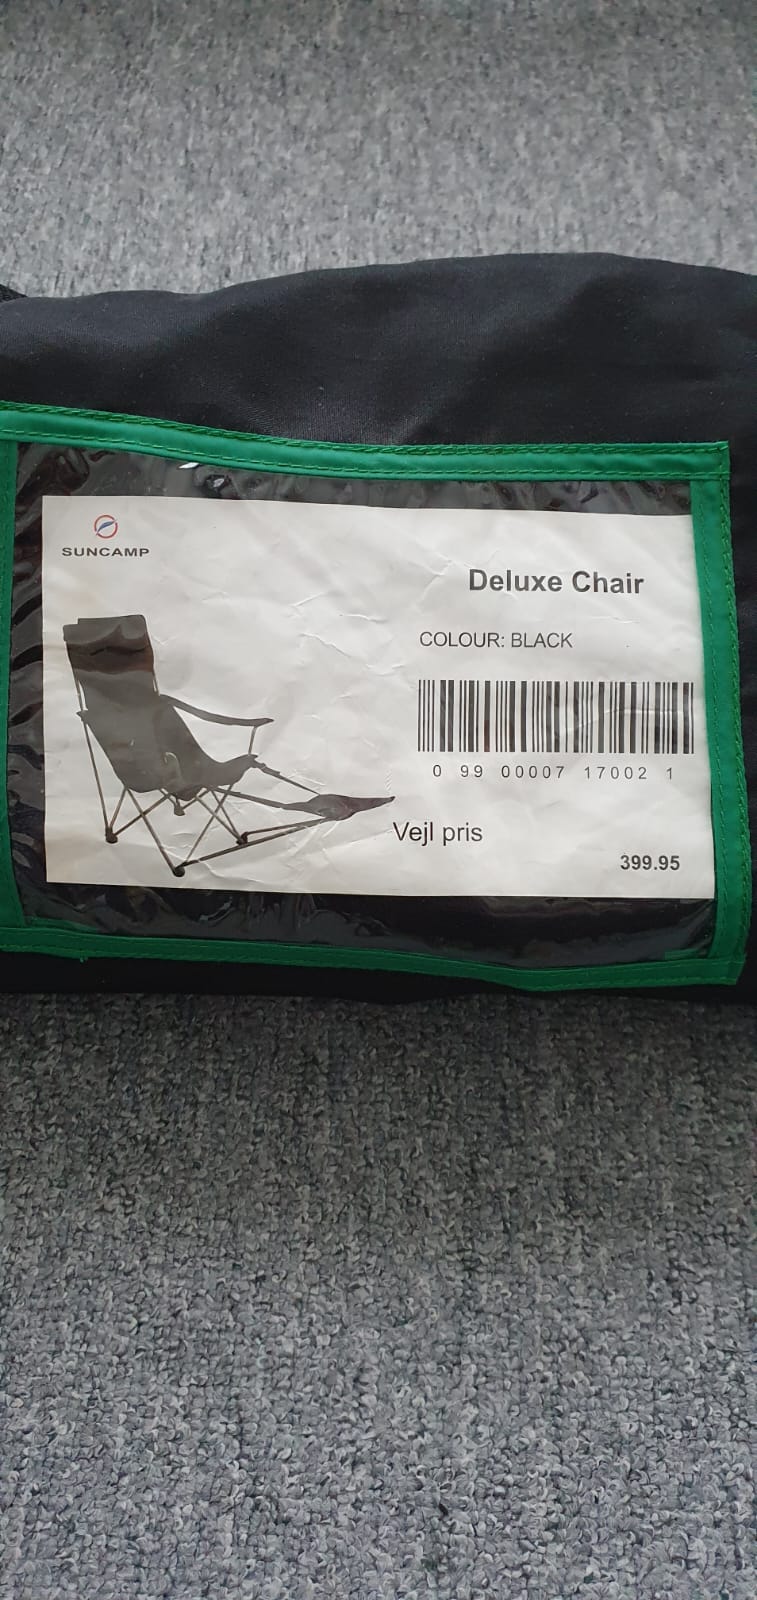 SUNCAMP
Deluxe Chair
COLOUR: BLACK
0 99 00007 17002 1
Vejl pris
399.95